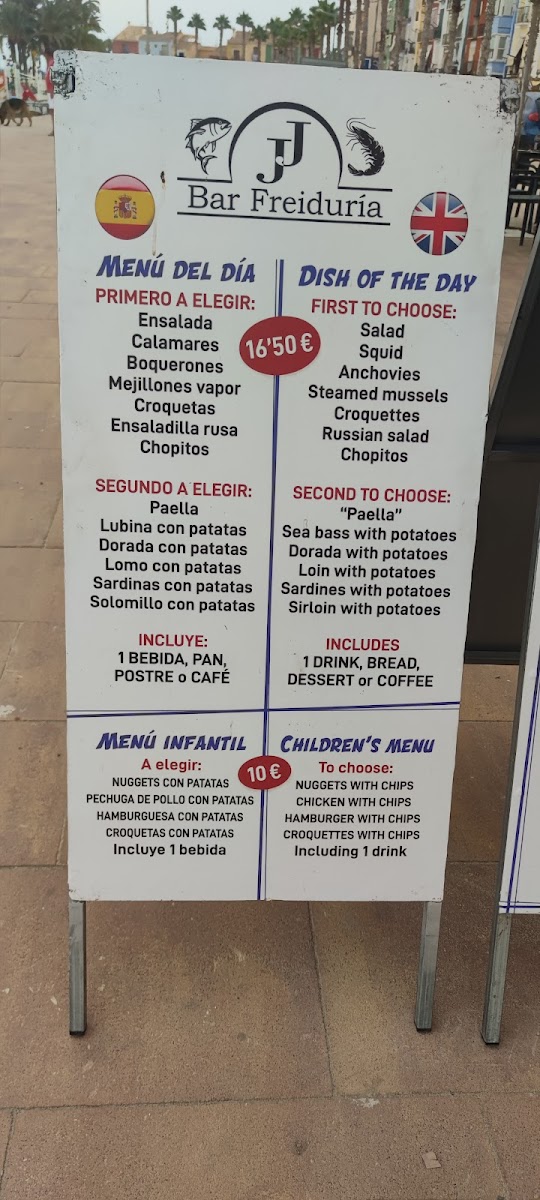 JJ
Bar Freiduría
MENÚ DEL DÍA
PRIMERO A ELEGIR:
Ensalada
Calamares
Boquerones
Mejillones vapor
Croquetas
Ensaladilla rusa
Chopitos
SEGUNDO A ELEGIR:
Paella
Lubina con patatas
Dorada con patatas
Lomo con patatas
Sardinas con patatas
Solomillo con patatas
INCLUYE:
1 BEBIDA, PAN,
POSTRE o CAFÉ
16'50 €
DISH OF THE DAY
FIRST TO CHOOSE:
Salad
Squid
Anchovies
Steamed mussels
Croquettes
Russian salad
Chopitos
SECOND TO CHOOSE:
“Paella”
Sea bass with potatoes
Dorada with potatoes
Loin with potatoes
Sardines with potatoes
Sirloin with potatoes
INCLUDES
1 DRINK, BREAD,
DESSERT or COFFEE
MENÚ INFANTIL
A elegir:
NUGGETS CON PATATAS
PECHUGA DE POLLO CON PATATAS
HAMBURGUESA CON PATATAS
CROQUETAS CON PATATAS
Incluye 1 bebida
10 €
CHILDREN'S MENU
To choose:
NUGGETS WITH CHIPS
CHICKEN WITH CHIPS
HAMBURGER WITH CHIPS
CROQUETTES WITH CHIPS
Including 1 drink